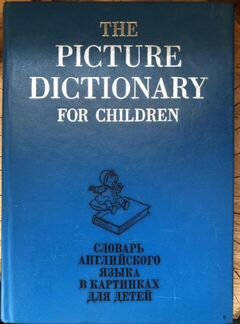 THE
PICTURE
DICTIONARY
FOR CHILDREN
СЛОВАРЬ
АНГЛИЙСКОГО
ЯЗЫКА
В КАРТИНКАХ
ДЛЯ ДЕТЕЙ